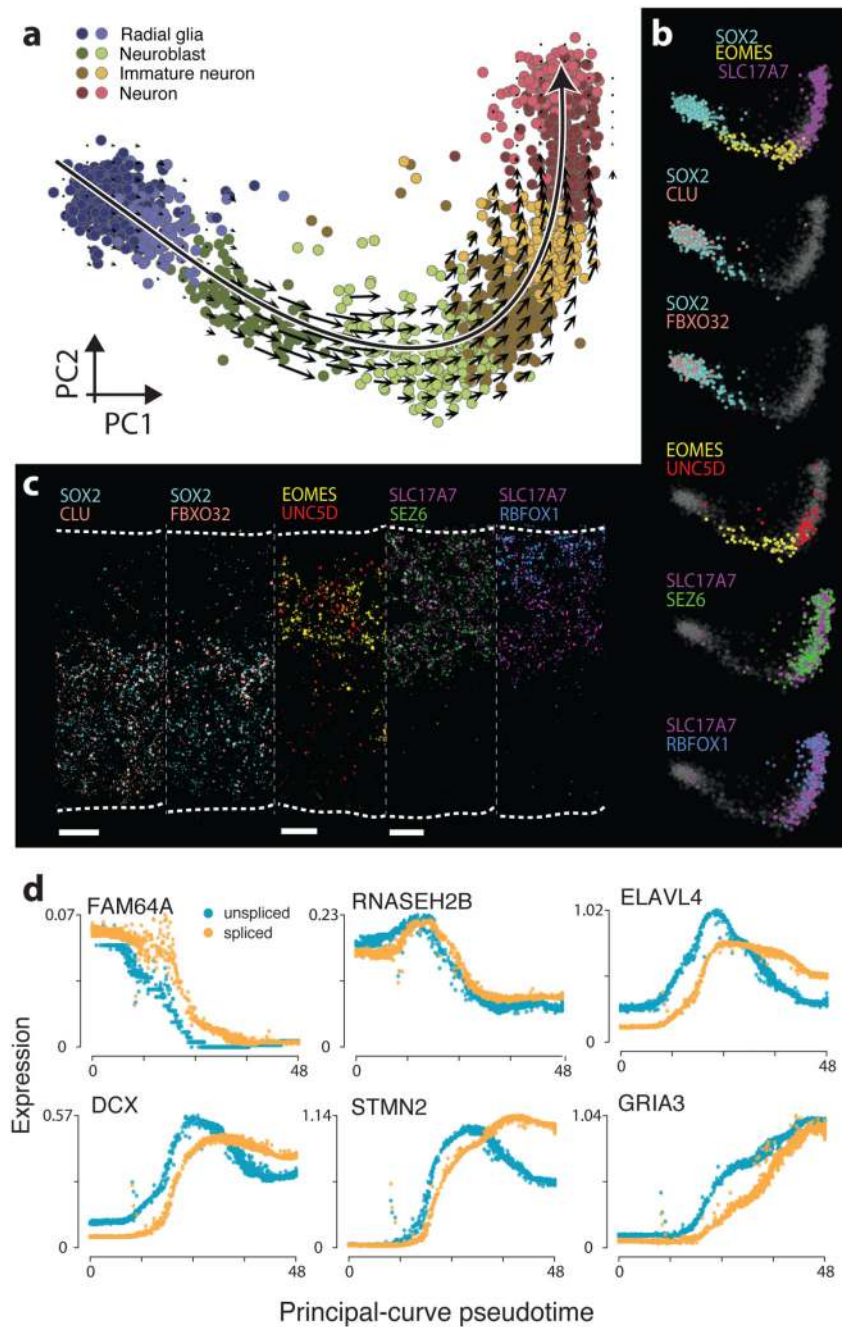 a
Radial glia
Neuroblast
Immature neuron
Neuron
PC2
PC1
b
SOX2
EOMES
SLC17A7
SOX2
CLU
SOX2
FBXO32
EOMES
UNC5D
SLC17A7
SEZ6
SLC17A7
RBFOX1
c
SOX2 SOX2 EOMES SLC17A7 SLC17A7
CLU FBXO32 UNC5D SEZ6 RBFOX1
d
FAM64A
0.07
unspliced
spliced
0
0 48
RNASEH2B
0.23
0
0 48
ELAVL4
1.02
0
0 48
Expression
DCX
0.57
0
0 48
STMN2
1.14
0
0 48
GRIA3
1.04
0
0 48
Principal-curve pseudotime